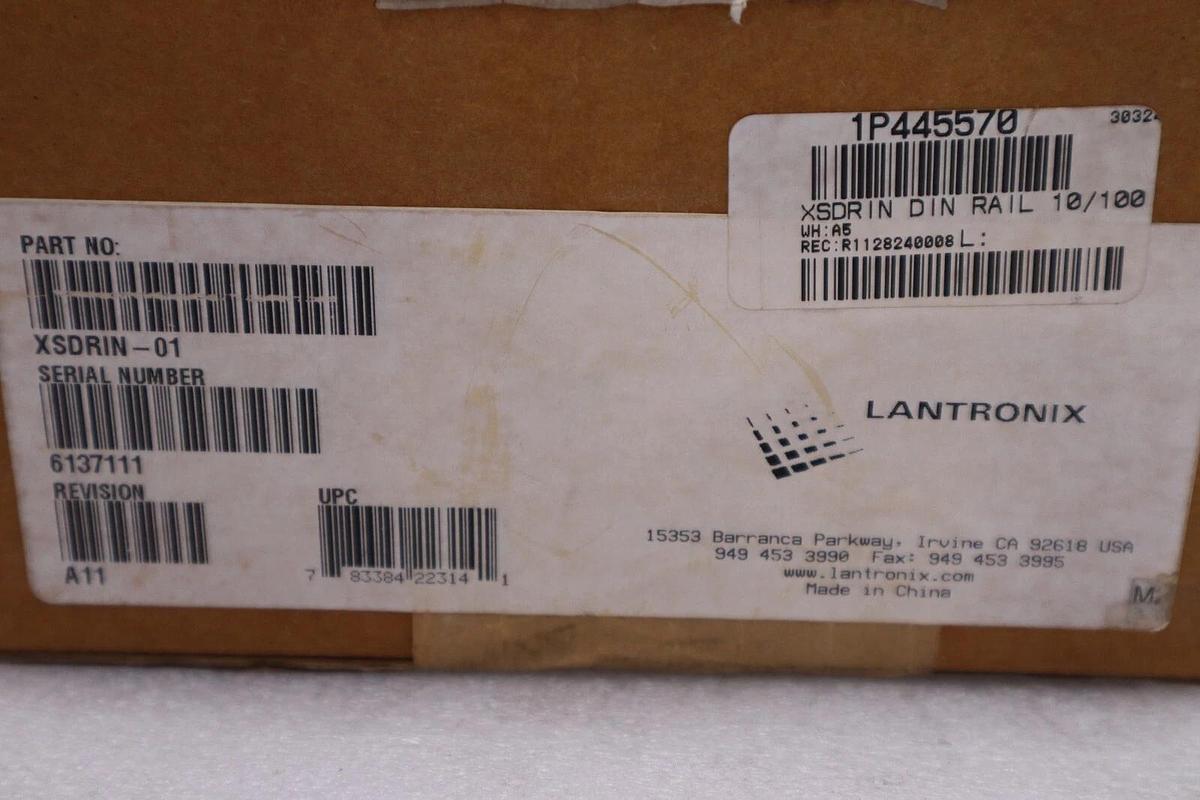 1P445570
3032
XSDRIN DIN RAIL 10/100
WH:A5
REC:R1128240008 L:
PART NO:
XSDRIN-01
SERIAL NUMBER
6137111
REVISION
A11
UPC
7 83384 22314 1
LANTRONIX
15353 Barranca Parkway, Irvine CA 92618 USA
949 453 3990 Fax: 949 453 3995
www.lantronix.com
Made in China
M.